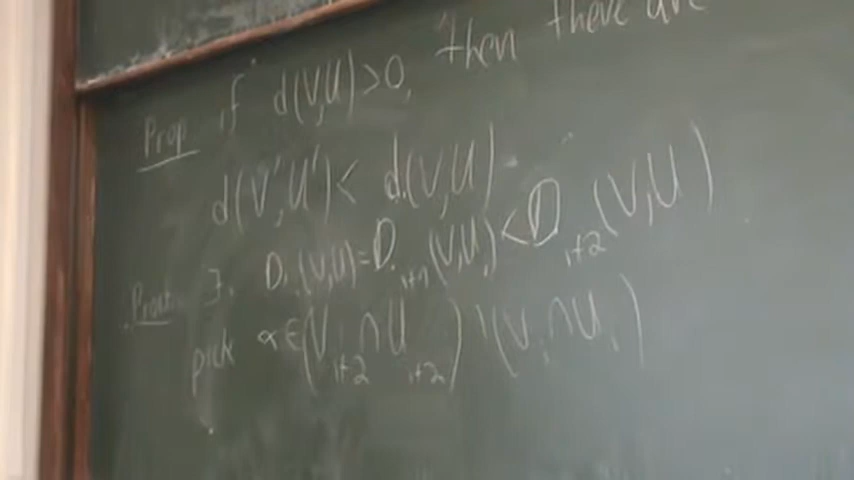 Prop if d(V,U)>0, then there are
d(V',U') < d(V,U)
Proof: ∃i D_i(V,U) = D_{i+1}(V,U) < D_{i+2}(V,U)
pick α ∈ (V_{i+2} ∩ U_{i+2}) \ (V_i ∩ U_i)